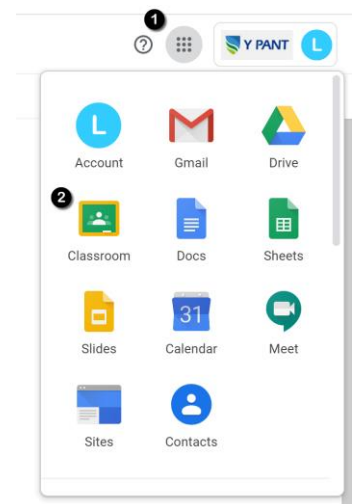 1
? Y PANT L
L
Account Gmail Drive
2
Classroom Docs Sheets
31
Slides Calendar Meet
Sites Contacts